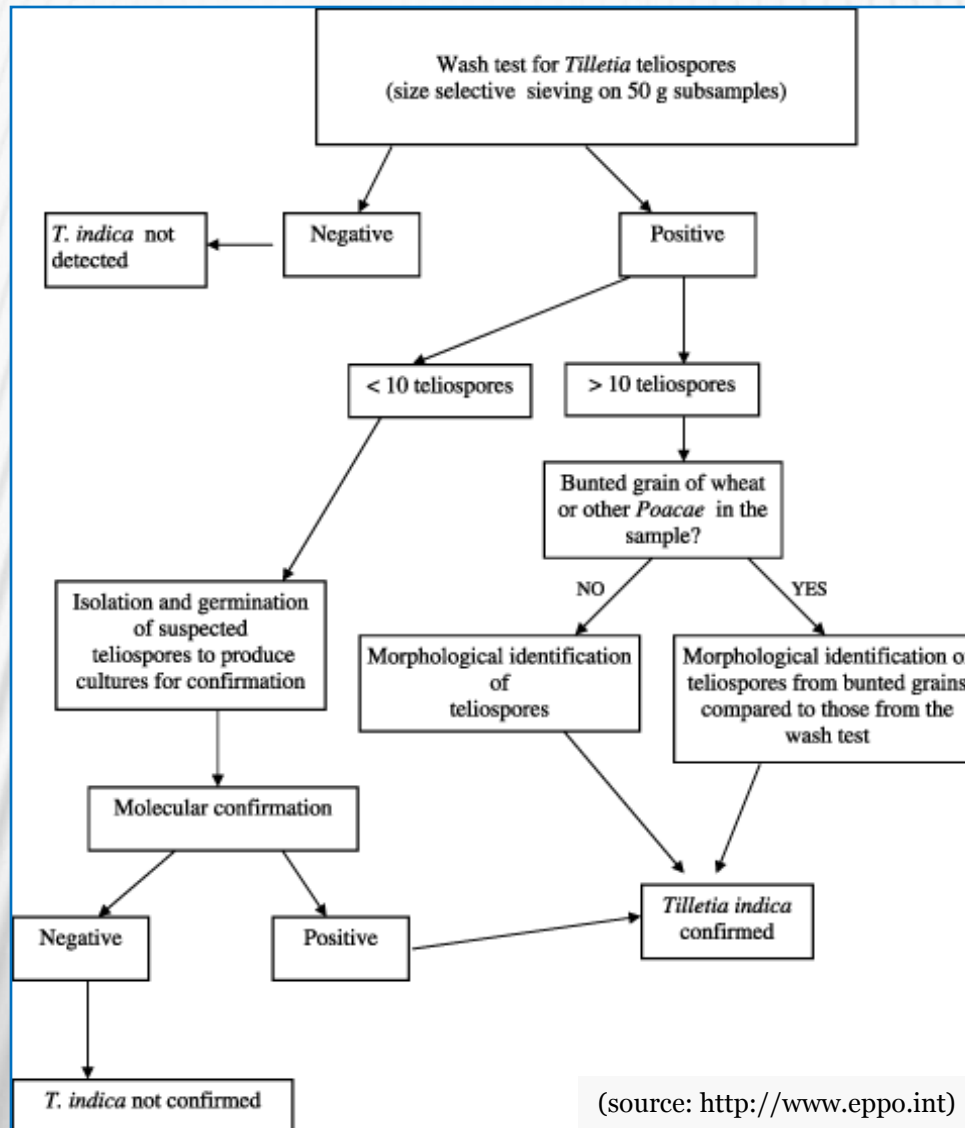 Wash test for Tilletia teliospores
(size selective sieving on 50 g subsamples)
T. indica not
detected
Negative
Positive
< 10 teliospores
> 10 teliospores
Bunted grain of wheat
or other Poacae in the
sample?
NO
YES
Isolation and germination
of suspected
teliospores to produce
cultures for confirmation
Morphological identification
of
teliospores
Morphological identification o
teliospores from bunted grains
compared to those from the
wash test
Molecular confirmation
Negative
Positive
Tilletia indica
confirmed
T. indica not confirmed
(source: http://www.eppo.int)